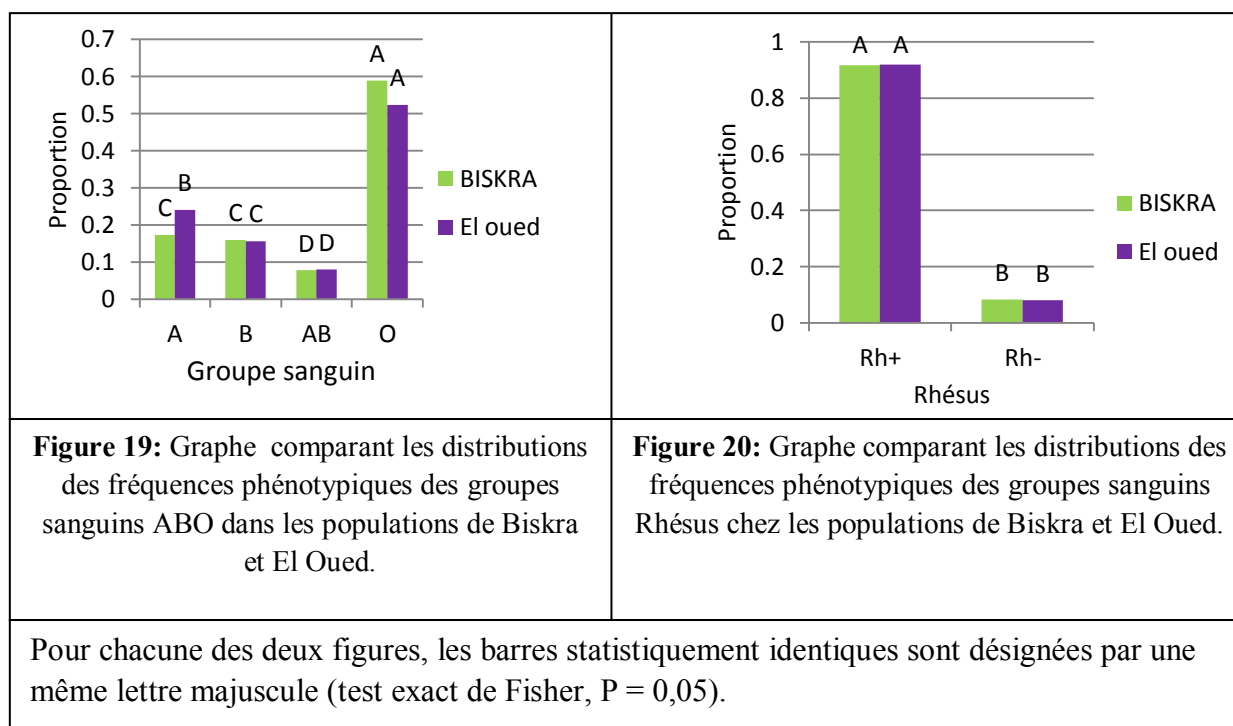 0.7
0.6
0.5
0.4
0.3
0.2
0.1
0
Proportion
A
A
B
C
C C
D D
A B AB O
Groupe sanguin
BISKRA
El oued
1
0.8
0.6
0.4
0.2
0
Proportion
A A
B B
Rh+ Rh-
Rhésus
BISKRA
El oued
Figure 19: Graphe comparant les distributions
des fréquences phénotypiques des groupes
sanguins ABO dans les populations de Biskra
et El Oued.
Figure 20: Graphe comparant les distributions des
fréquences phénotypiques des groupes sanguins
Rhésus chez les populations de Biskra et El Oued.
Pour chacune des deux figures, les barres statistiquement identiques sont désignées par une
même lettre majuscule (test exact de Fisher, P = 0,05).